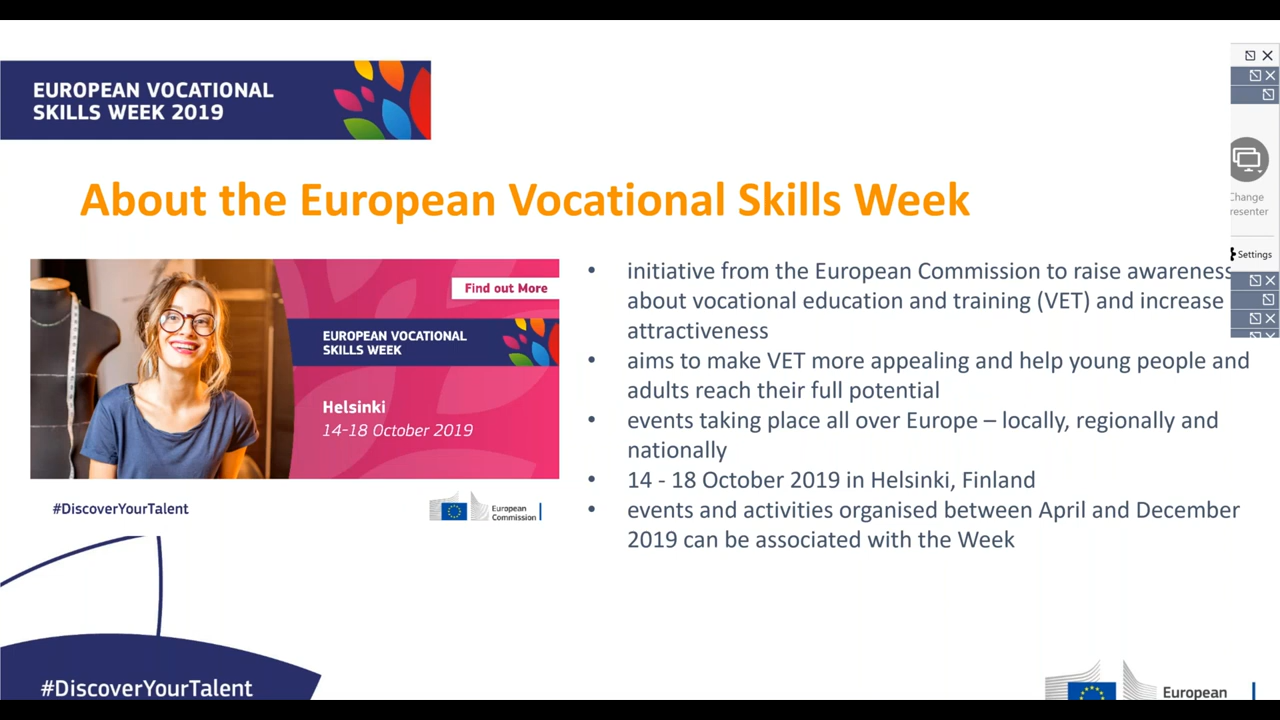 EUROPEAN VOCATIONAL
SKILLS WEEK 2019
About the European Vocational Skills Week
Find out More
EUROPEAN VOCATIONAL
SKILLS WEEK
Helsinki
14-18 October 2019
#DiscoverYourTalent
European
Commission
• initiative from the European Commission to raise awareness
about vocational education and training (VET) and increase
attractiveness
• aims to make VET more appealing and help young people and
adults reach their full potential
• events taking place all over Europe – locally, regionally and
nationally
• 14 - 18 October 2019 in Helsinki, Finland
• events and activities organised between April and December
2019 can be associated with the Week
Change
resenter
Settings
#DiscoverYourTalent
European